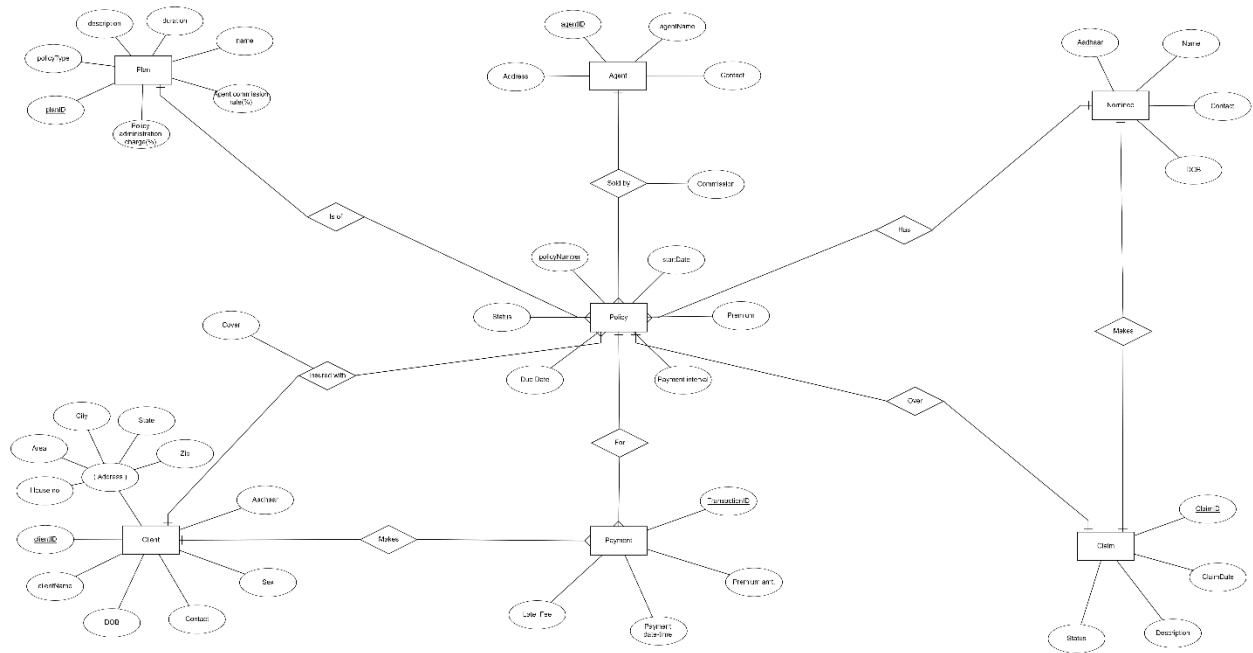 description
duration
name
policyType
Plan
planID
Agent commission
rate(%)
Policy
administration
charge(%)
agentID
agentName
Address
Agent
Contact
Aadhaar
Name
Nominee
Contact
DOB
Sold by
Commission
Is of
Has
policyNumber
startDate
Status
Policy
Premium
Due Date
Payment interval
Cover
Insured with
Makes
Over
For
City
State
Area
Zip
( Address )
House no
Aadhaar
clientID
Client
Makes
clientName
DOB
Contact
Sex
TransactionID
Payment
Premium amt.
Late Fee
Payment
date-time
ClaimID
Claim
ClaimDate
Status
Description